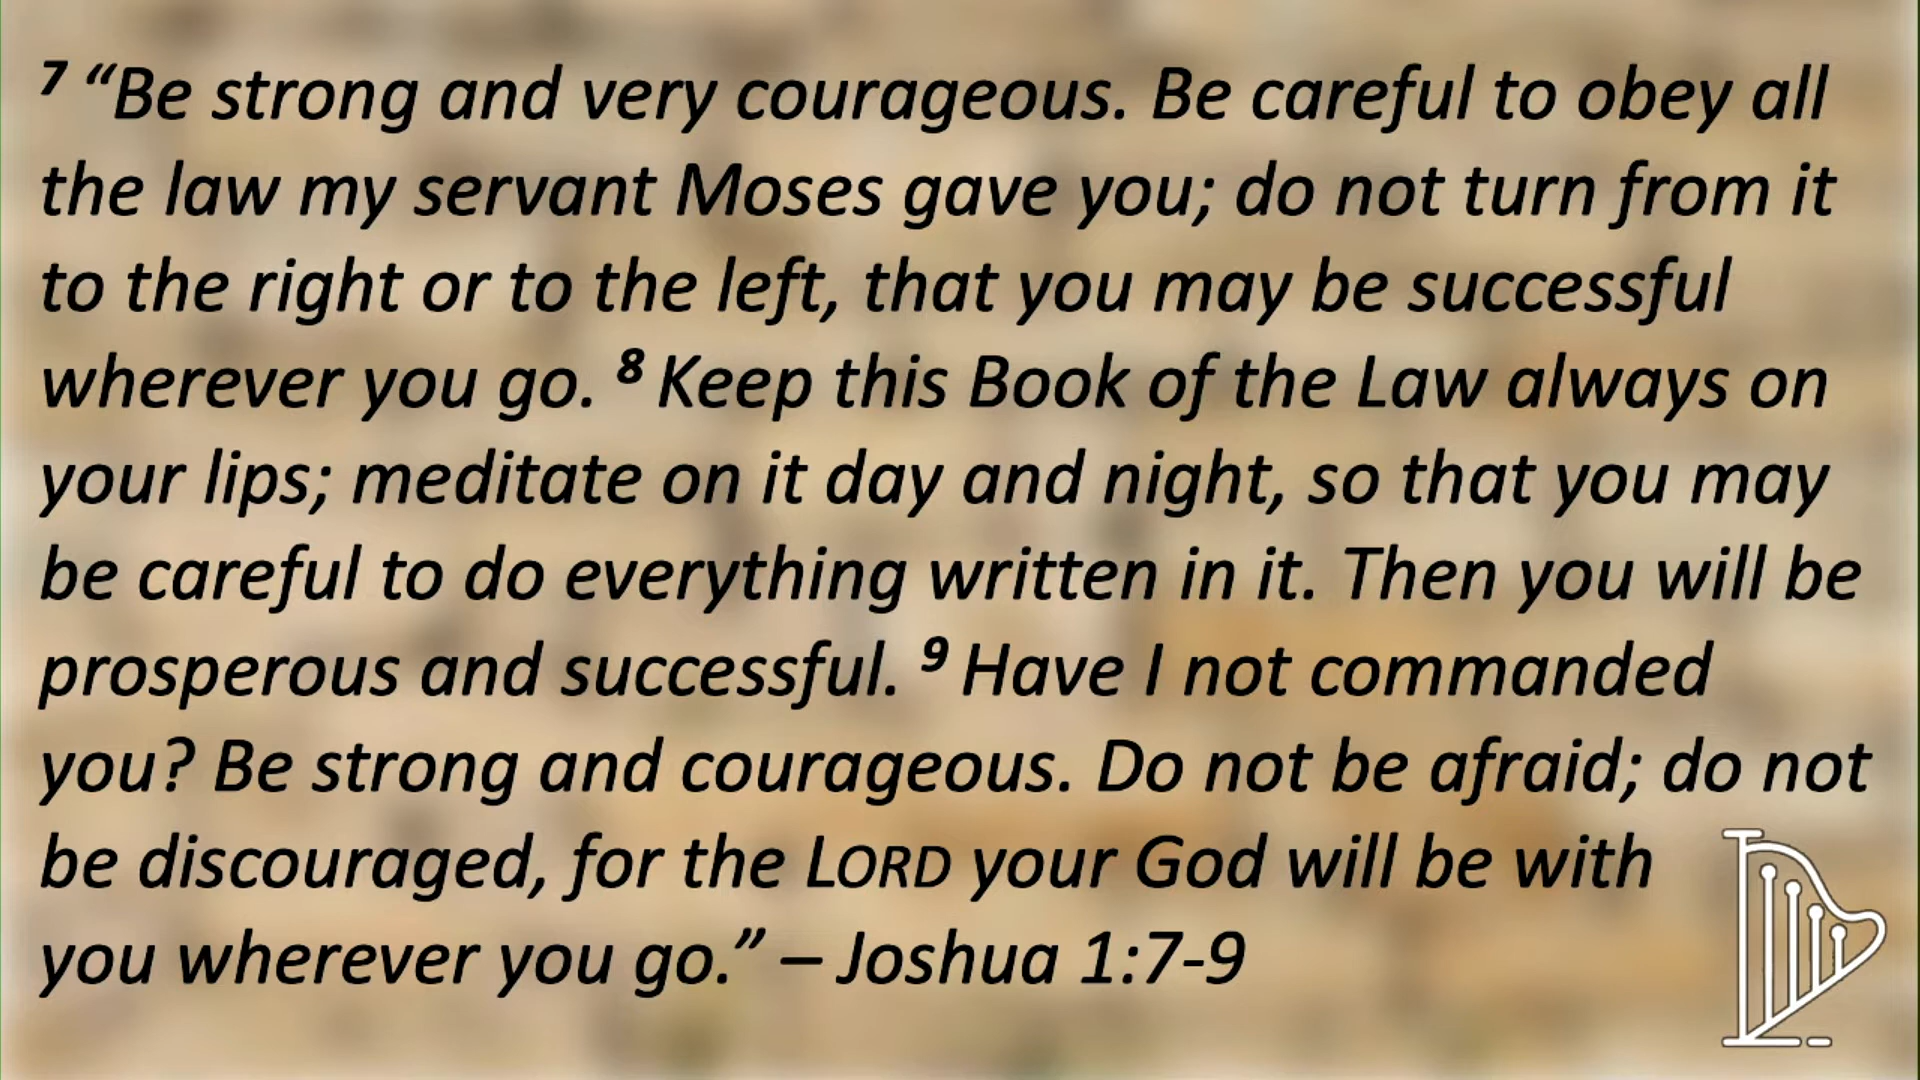 ⁷ “Be strong and very courageous. Be careful to obey all
the law my servant Moses gave you; do not turn from it
to the right or to the left, that you may be successful
wherever you go. ⁸ Keep this Book of the Law always on
your lips; meditate on it day and night, so that you may
be careful to do everything written in it. Then you will be
prosperous and successful. ⁹ Have I not commanded
you? Be strong and courageous. Do not be afraid; do not
be discouraged, for the LORD your God will be with
you wherever you go.” – Joshua 1:7-9